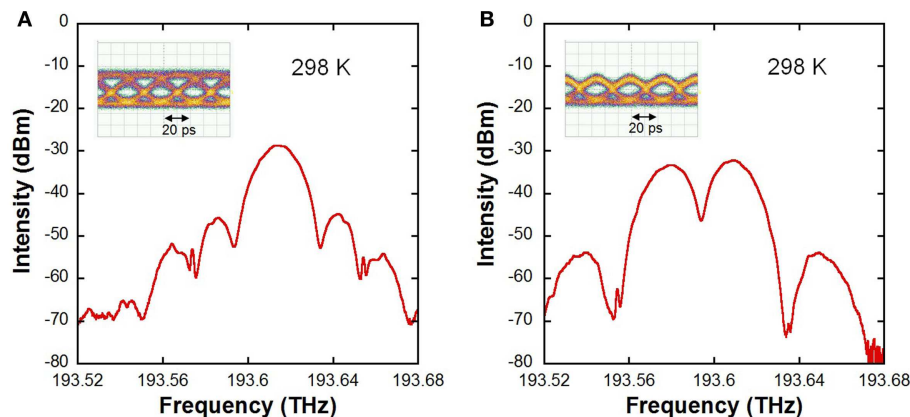 A
B
0
-10
-20
-30
-40
-50
-60
-70
-80
Intensity (dBm)
298 K
20 ps
193.52
193.56
193.6
193.64
193.68
Frequency (THz)
0
-10
-20
-30
-40
-50
-60
-70
-80
Intensity (dBm)
298 K
20 ps
193.52
193.56
193.6
193.64
193.68
Frequency (THz)